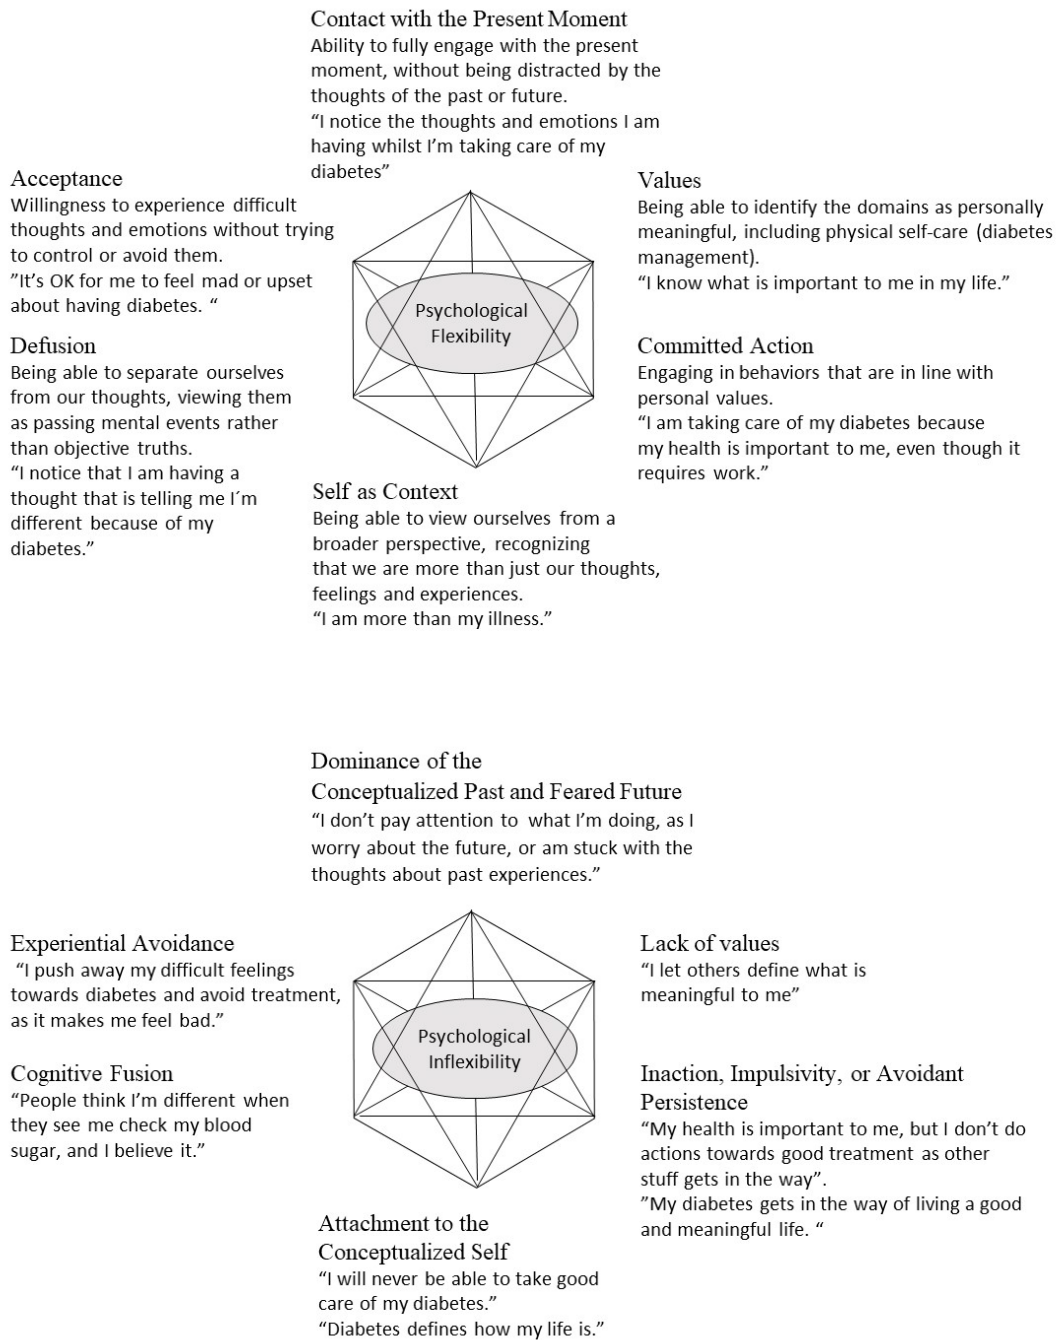 Contact with the Present Moment
Ability to fully engage with the present
moment, without being distracted by the
thoughts of the past or future.
“I notice the thoughts and emotions I am
having whilst I’m taking care of my
diabetes”
Acceptance
Willingness to experience difficult
thoughts and emotions without trying
to control or avoid them.
”It’s OK for me to feel mad or upset
about having diabetes. “
Values
Being able to identify the domains as personally
meaningful, including physical self-care (diabetes
management).
“I know what is important to me in my life.”
Psychological
Flexibility
Defusion
Being able to separate ourselves
from our thoughts, viewing them
as passing mental events rather
than objective truths.
“I notice that I am having a
thought that is telling me I´m
different because of my
diabetes.”
Committed Action
Engaging in behaviors that are in line with
personal values.
“I am taking care of my diabetes because
my health is important to me, even though it
requires work.”
Self as Context
Being able to view ourselves from a
broader perspective, recognizing
that we are more than just our thoughts,
feelings and experiences.
“I am more than my illness.”
Dominance of the
Conceptualized Past and Feared Future
“I don’t pay attention to what I’m doing, as I
worry about the future, or am stuck with the
thoughts about past experiences.”
Experiential Avoidance
“I push away my difficult feelings
towards diabetes and avoid treatment,
as it makes me feel bad.”
Lack of values
“I let others define what is
meaningful to me”
Psychological
Inflexibility
Cognitive Fusion
“People think I’m different when
they see me check my blood
sugar, and I believe it.”
Inaction, Impulsivity, or Avoidant
Persistence
“My health is important to me, but I don’t do
actions towards good treatment as other
stuff gets in the way”.
”My diabetes gets in the way of living a good
and meaningful life. “
Attachment to the
Conceptualized Self
“I will never be able to take good
care of my diabetes.”
“Diabetes defines how my life is.”